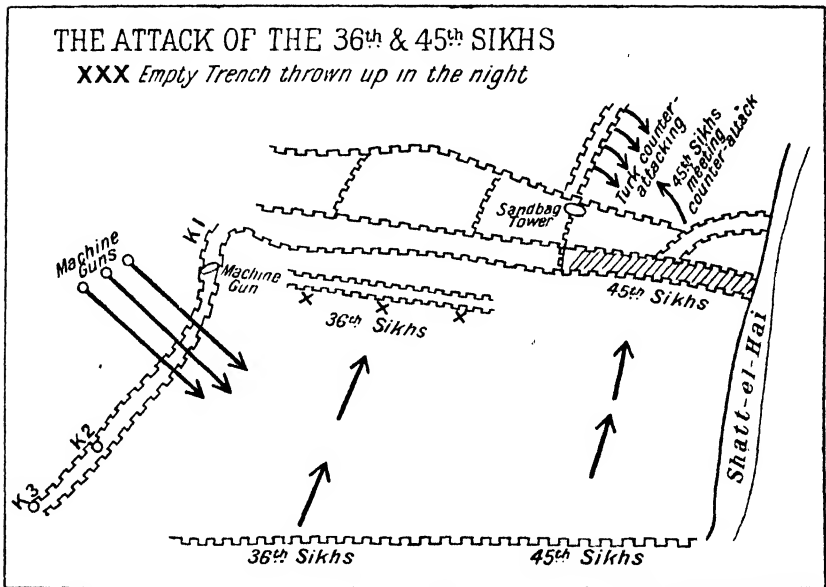 THE ATTACK OF THE 36th & 45th SIKHS
XXX Empty Trench thrown up in the night
Turk counter-
attacking
45th Sikhs
meeting
counter-attack
Sandbag
Tower
K1
Machine
Guns
Machine
Gun
45th Sikhs
36th Sikhs
K2
K3
Shatt-el-Hai
36th Sikhs
45th Sikhs